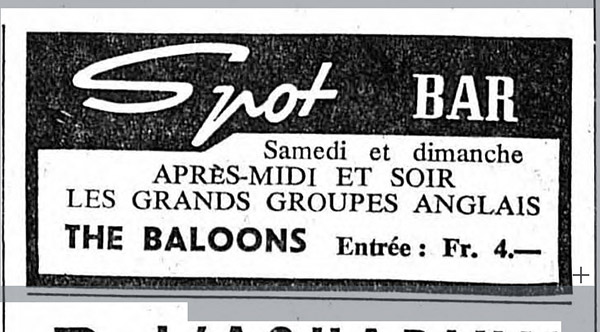 Spot BAR
Samedi et dimanche
APRÈS-MIDI ET SOIR
LES GRANDS GROUPES ANGLAIS
THE BALOONS Entrée : Fr. 4.—